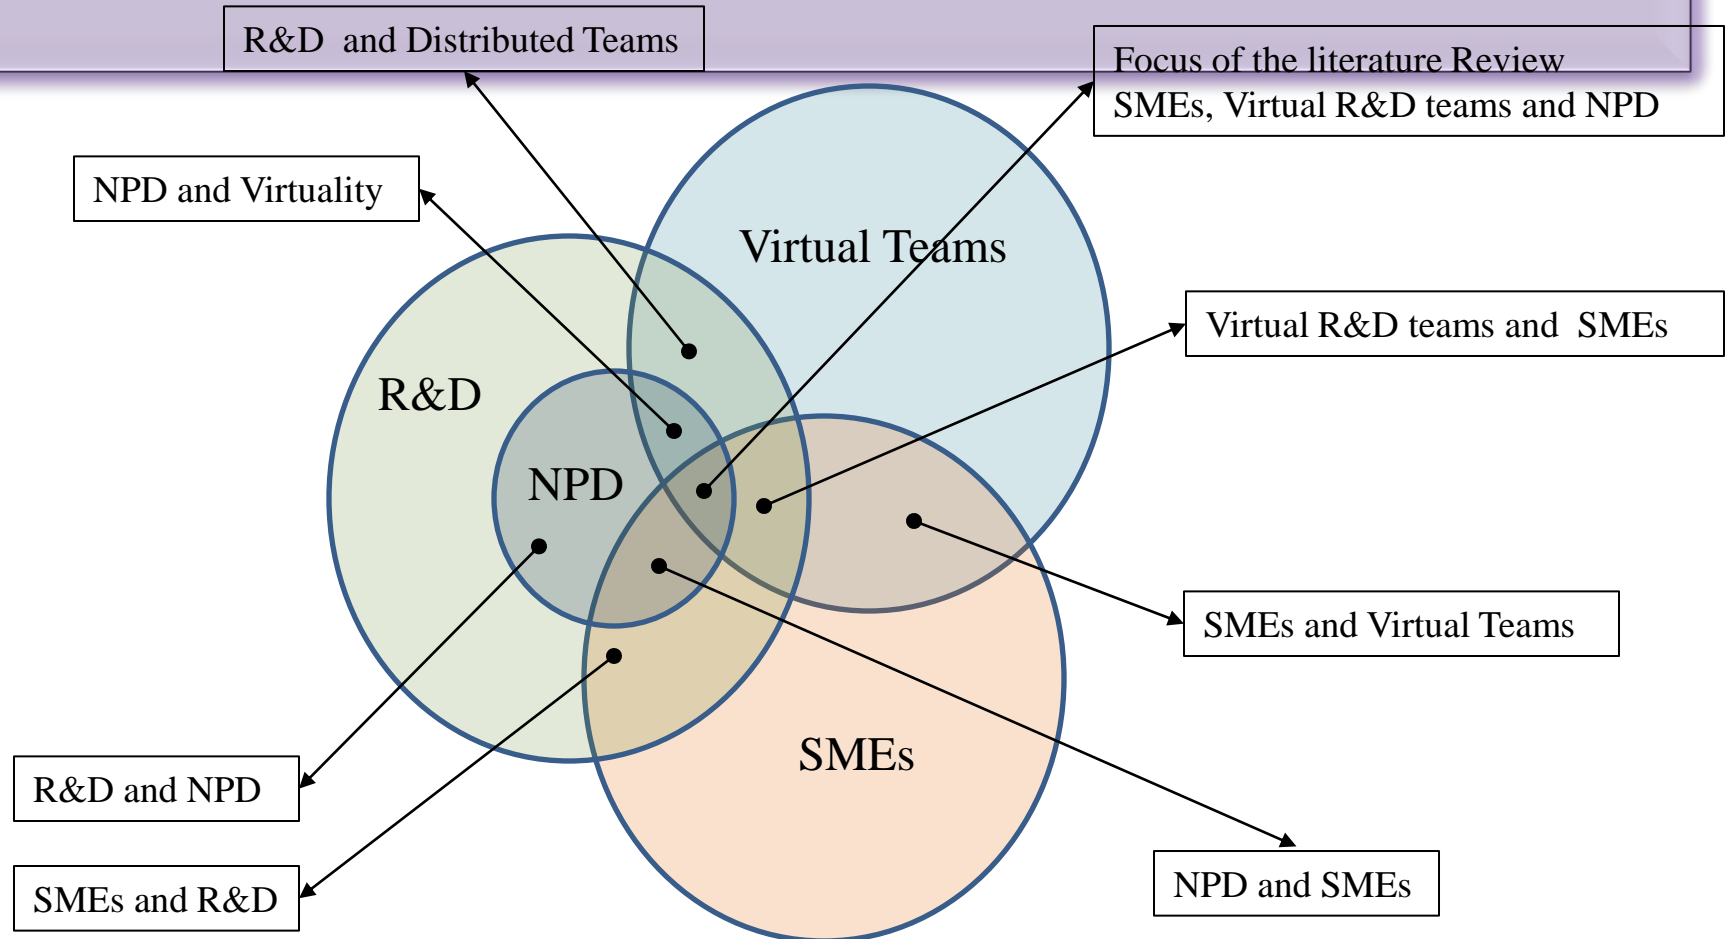 R&D and Distributed Teams
Focus of the literature Review
SMEs, Virtual R&D teams and NPD
NPD and Virtuality
Virtual Teams
Virtual R&D teams and SMEs
R&D
NPD
SMEs and Virtual Teams
SMEs
R&D and NPD
NPD and SMEs
SMEs and R&D